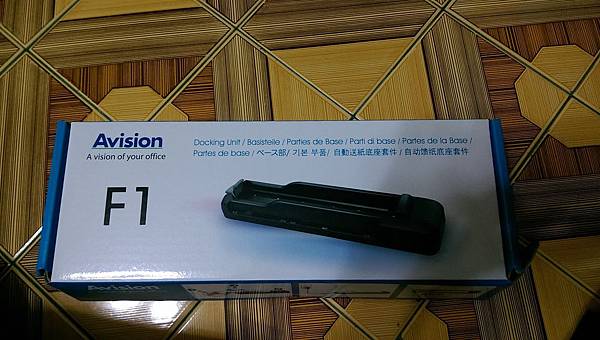 Avision
A vision of your office
Docking Unit / Basisteile / Parties de Base / Parti di base / Partes de la Base /
Partes de base / ベース部/ 기본 부품/ 自動送紙底座套件 / 自动馈纸底座套件
F1
Avision